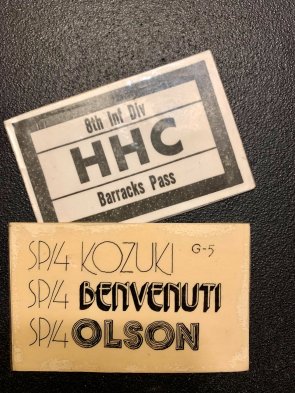 8th Inf Div
HHC
Barracks Pass
SP/4 KOZUKI G-5
SP/4 BENVENUTI
SP/4 OLSON